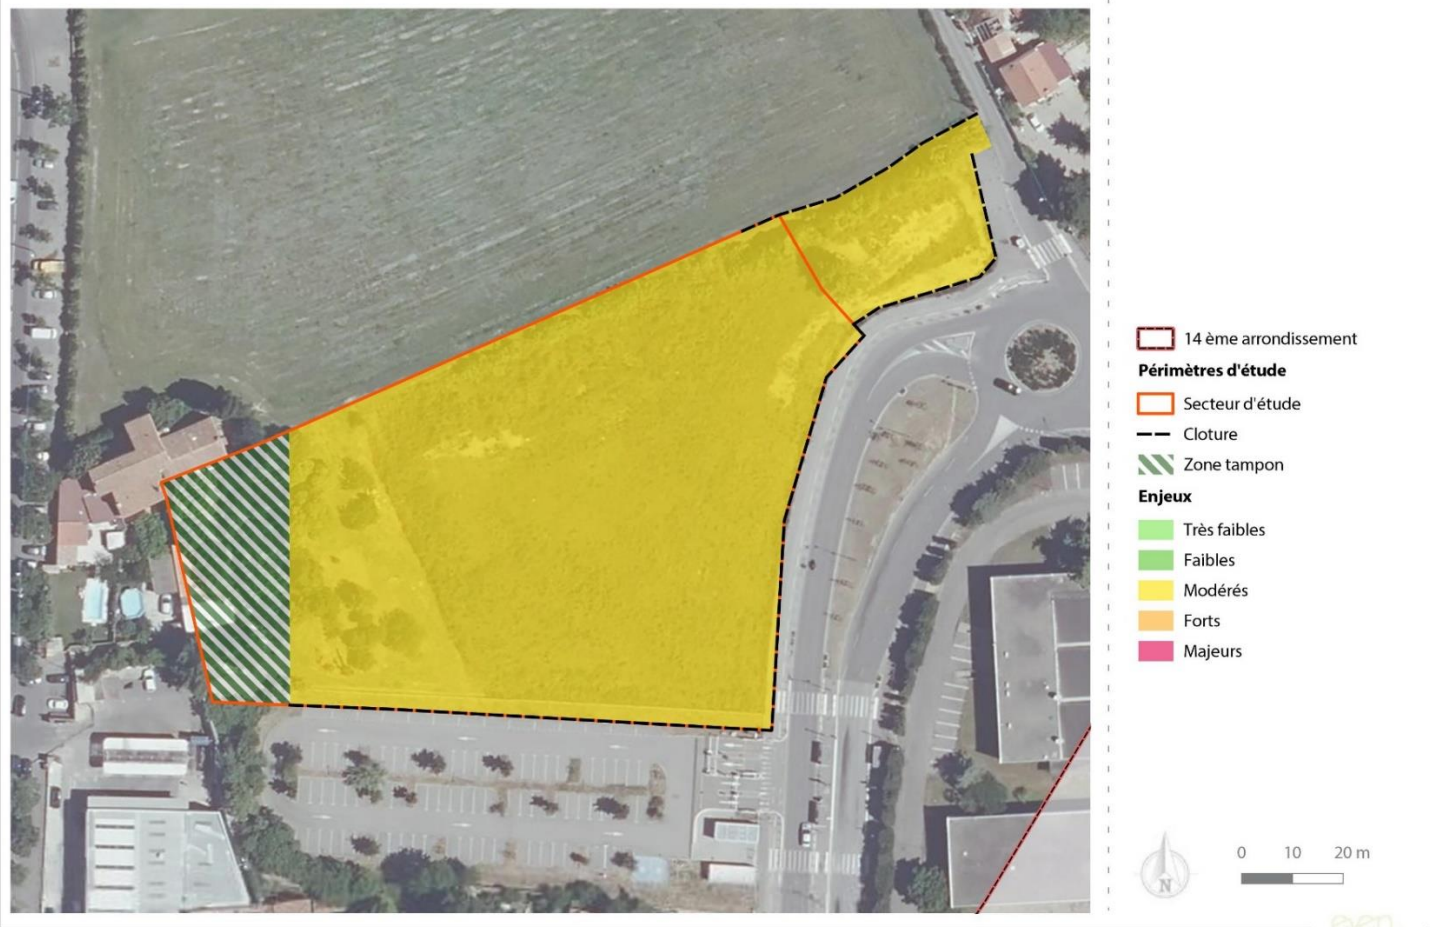 14 ème arrondissement
Périmètres d'étude
Secteur d'étude
Cloture
Zone tampon
Enjeux
Très faibles
Faibles
Modérés
Forts
Majeurs
N
0 10 20 m